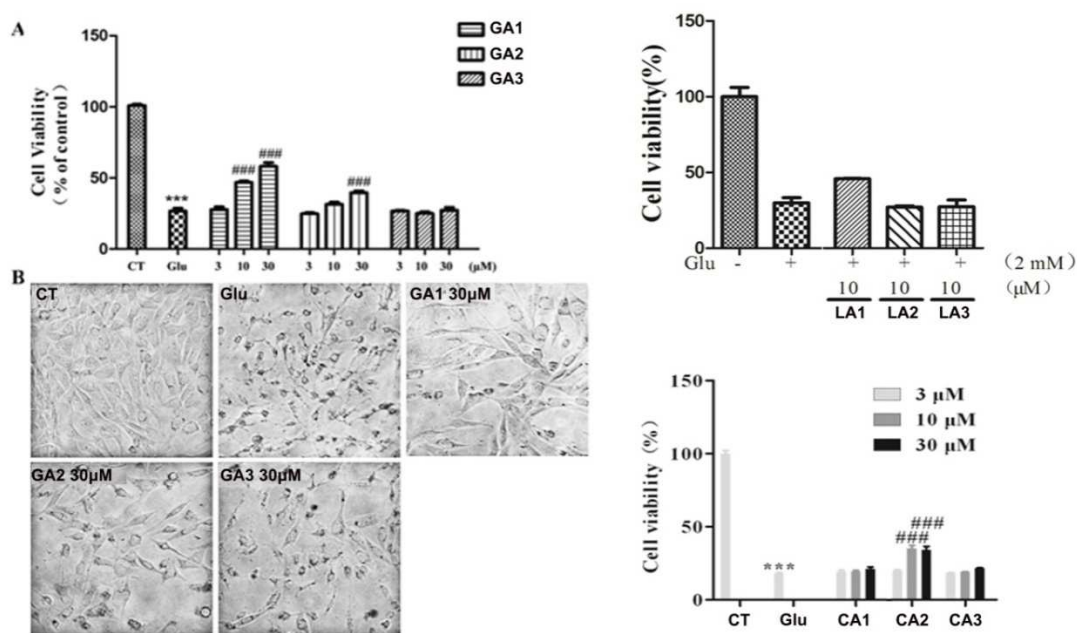 A
GA1
GA2
GA3
Cell Viability
( % of control)
150
100
50
0
***
###
###
###
CT Glu 3 10 30 3 10 30 3 10 30 (μM)
B
CT
Glu
GA1 30μM
GA2 30μM
GA3 30μM
Cell viability(%)
150
100
50
0
Glu - + + + + (2 mM)
10 10 10 (μM)
LA1 LA2 LA3
Cell viability (%)
150
100
50
0
3 μM
10 μM
30 μM
***
###
###
CT Glu CA1 CA2 CA3